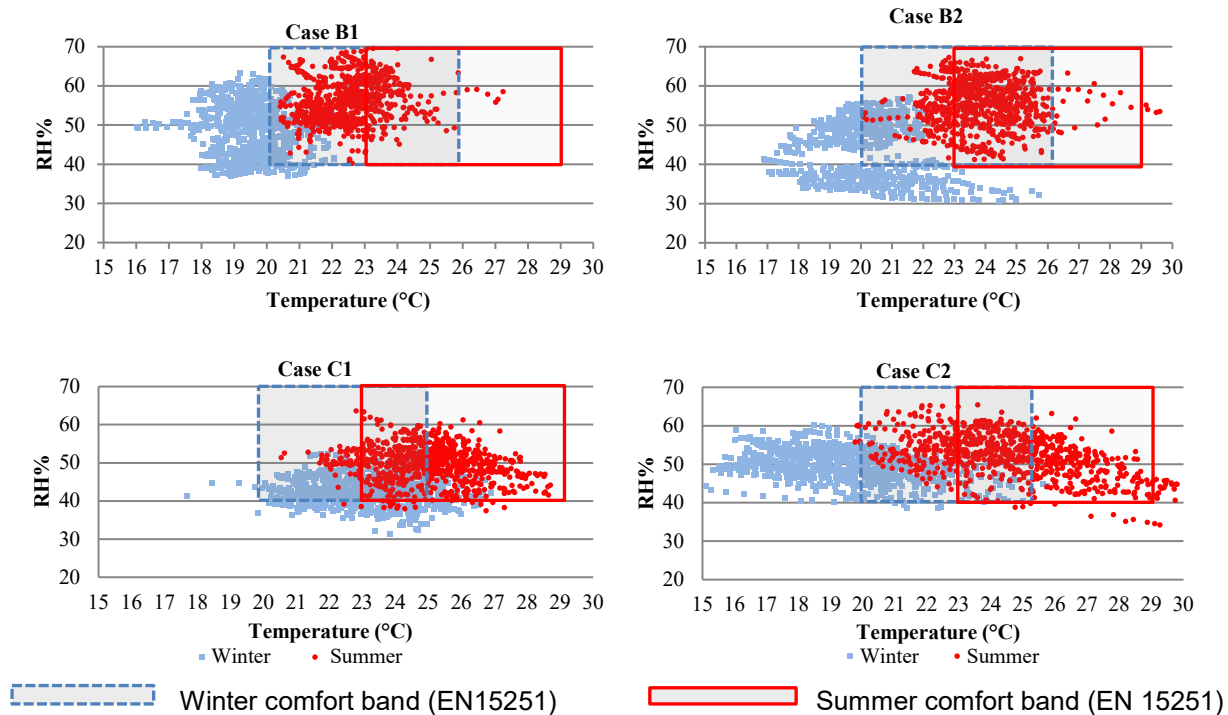 Case B1
70
60
50
40
30
20
RH%
15 16 17 18 19 20 21 22 23 24 25 26 27 28 29 30
Temperature (°C)
Case B2
70
60
50
40
30
20
RH%
15 16 17 18 19 20 21 22 23 24 25 26 27 28 29 30
Temperature (°C)
Case C1
70
60
50
40
30
20
RH%
15 16 17 18 19 20 21 22 23 24 25 26 27 28 29 30
Temperature (°C)
Winter Summer
Case C2
70
60
50
40
30
20
RH%
15 16 17 18 19 20 21 22 23 24 25 26 27 28 29 30
Temperature (°C)
Winter Summer
Winter comfort band (EN15251)
Summer comfort band (EN 15251)